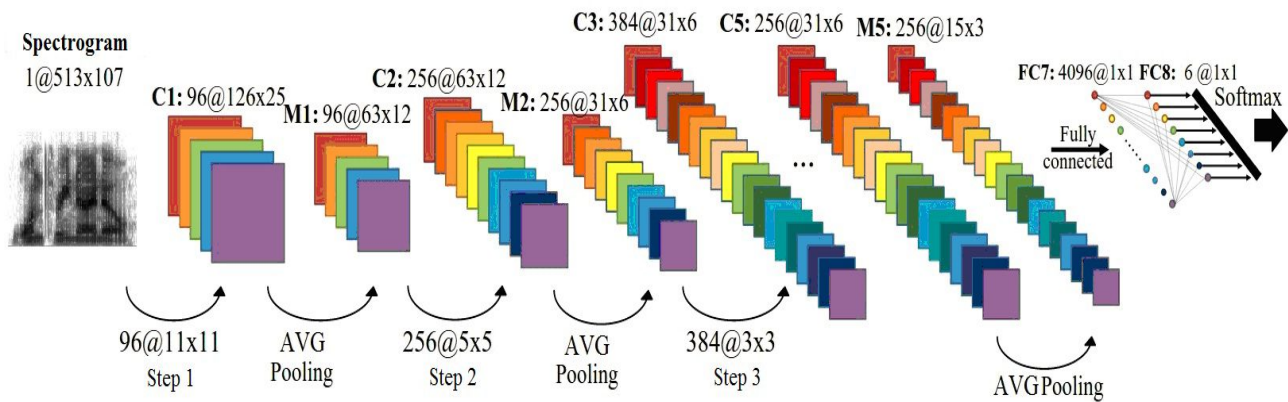 Spectrogram
1@513x107
C1: 96@126x25
M1: 96@63x12
C2: 256@63x12
M2: 256@31x6
C3: 384@31x6
C5: 256@31x6
M5: 256@15x3
FC7: 4096@1x1
FC8: 6 @1x1
Softmax
Fully
connected
...
96@11x11
Step 1
AVG
Pooling
256@5x5
Step 2
AVG
Pooling
384@3x3
Step 3
AVG Pooling